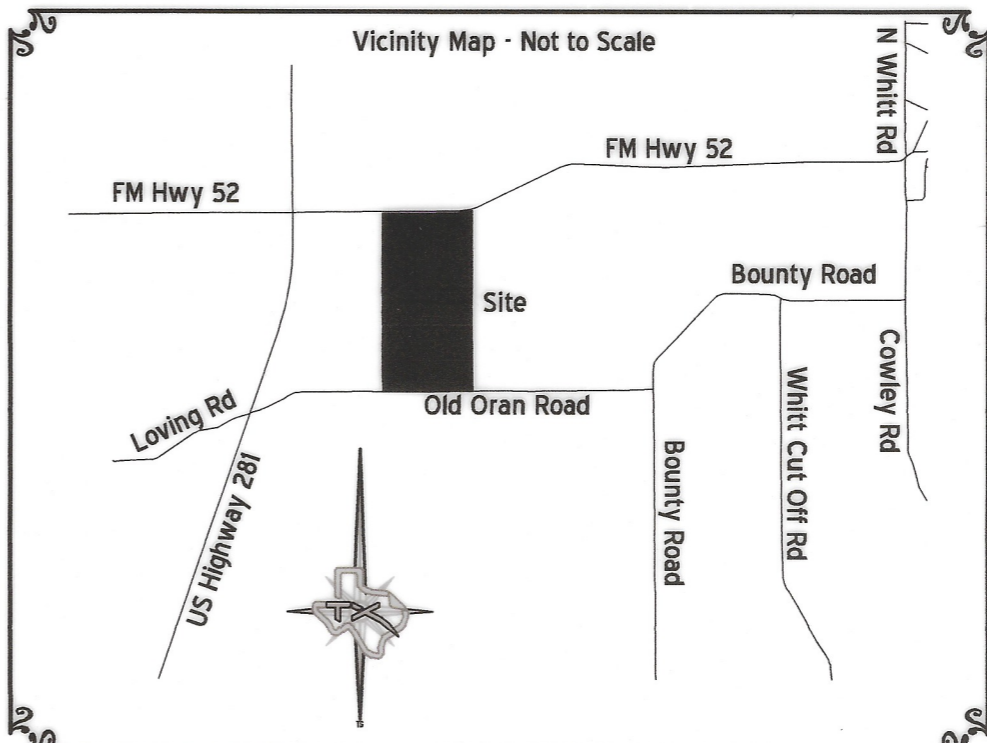 Vicinity Map - Not to Scale
N Whitt Rd
FM Hwy 52
FM Hwy 52
Bounty Road
Site
Cowley Rd
Whitt Cut Off Rd
Loving Rd
Old Oran Road
US Highway 281
Bounty Road
TX